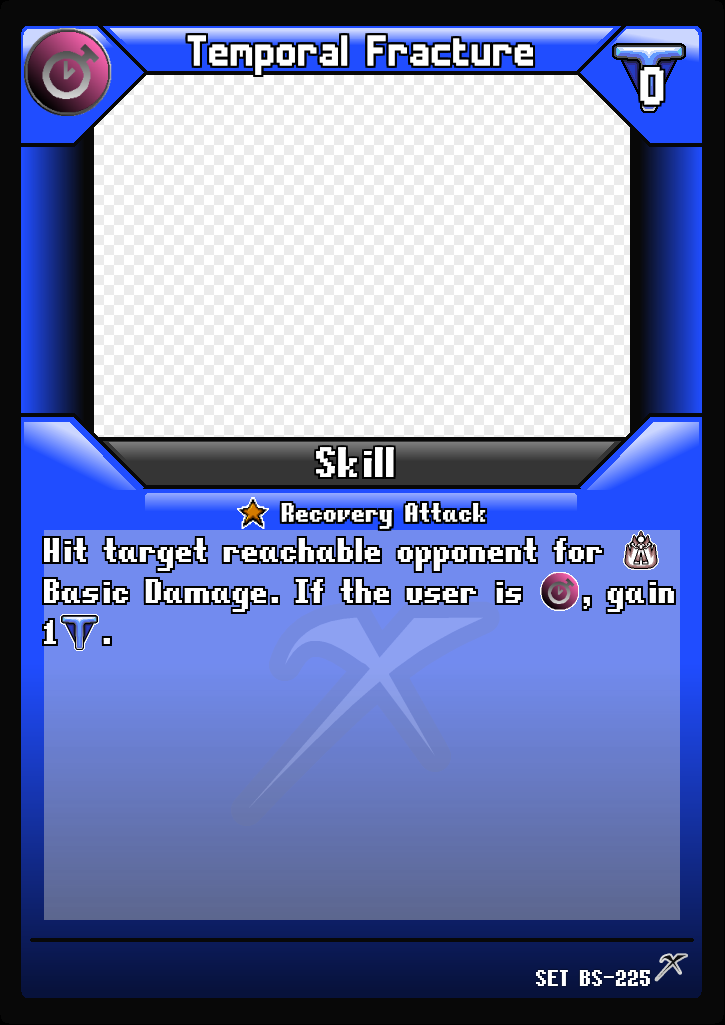 Temporal Fracture
0
Skill
Recovery Attack
Hit target reachable opponent for
Basic Damage. If the user is , gain
1 .
SET BS-225